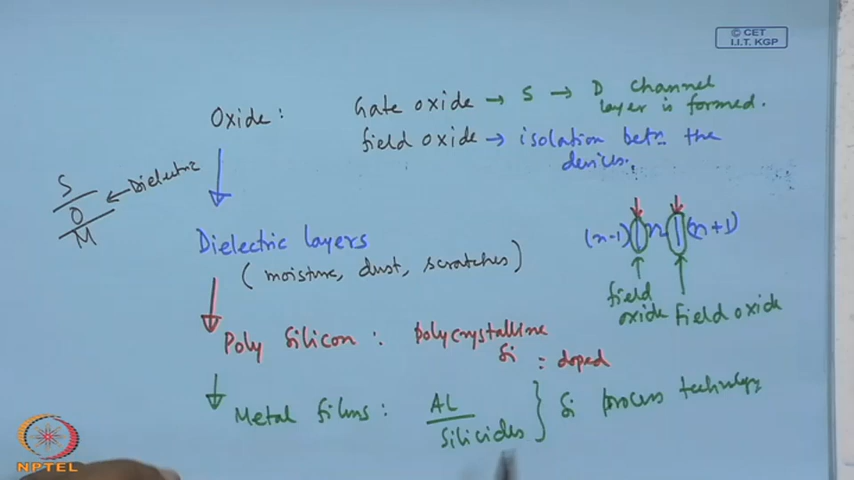 © CET
I.I.T. KGP
Oxide :
Gate oxide → S → D channel
layer is formed.
field oxide → isolation betn the
devices.
S
O
M
← Dielectric
Dielectric layers
(moisture, dust, scratches)
(n-1) n (n+1)
field
oxide
field oxide
Poly Silicon : Polycrystalline
Si : doped
Metal films : AL
Silicides
} Si process technology
NPTEL